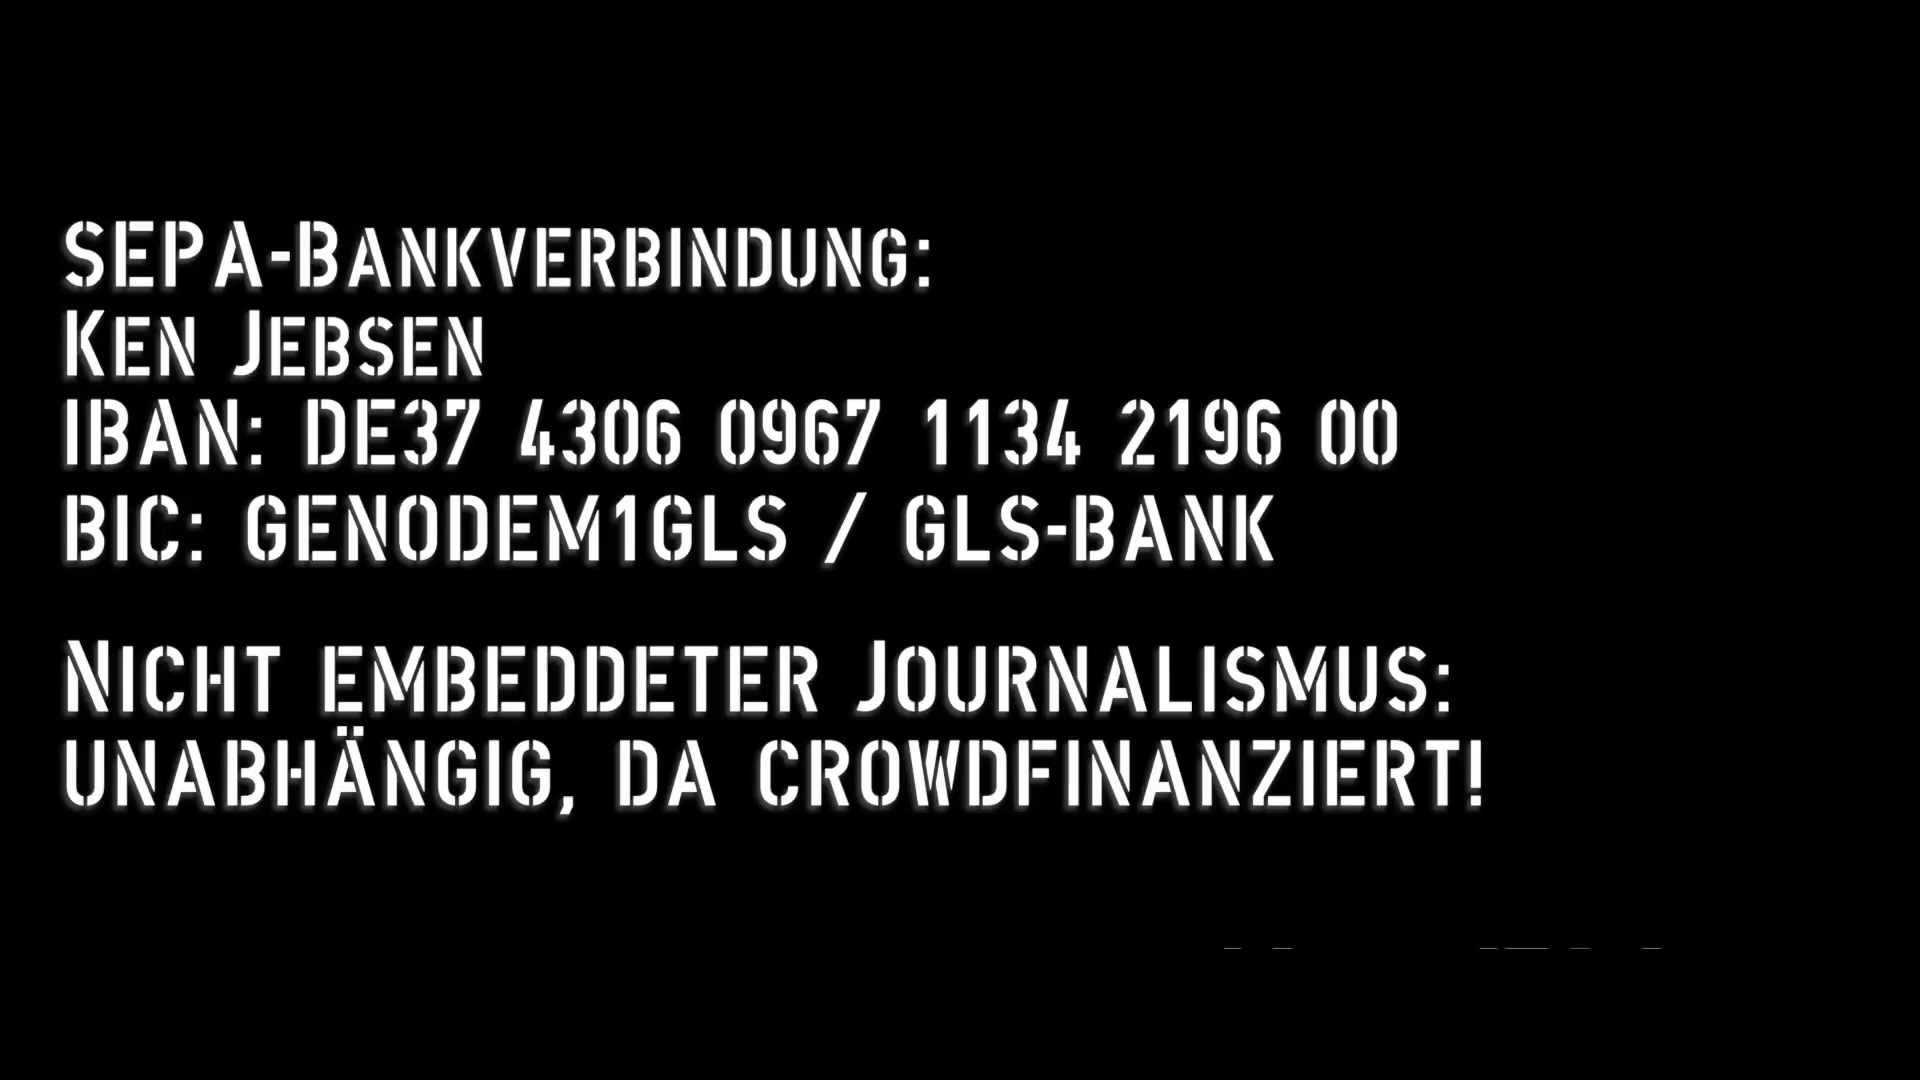 SEPA-Bankverbindung:
Ken Jebsen
IBAN: DE37 4306 0967 1134 2196 00
BIC: GENODEM1GLS / GLS-BANK
Nicht embeddeter Journalismus:
unabhängig, da crowdfinanziert!